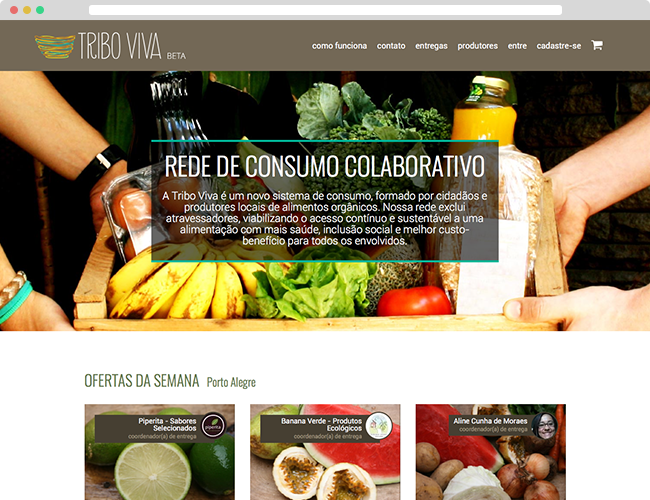 TRIBO VIVA BETA
como funciona contato entregas produtores entre cadastre-se
REDE DE CONSUMO COLABORATIVO
A Tribo Viva é um novo sistema de consumo, formado por cidadãos e
produtores locais de alimentos orgânicos. Nossa rede exclui
atravessadores, viabilizando o acesso contínuo e sustentável a uma
alimentação com mais saúde, inclusão social e melhor custo-
benefício para todos os envolvidos.
OFERTAS DA SEMANA Porto Alegre
Piperita - Sabores
Selecionados
coordenador(a) de entrega
piperita
Banana Verde - Produtos
Ecológicos
coordenador(a) de entrega
Aline Cunha de Moraes
coordenador(a) de entrega